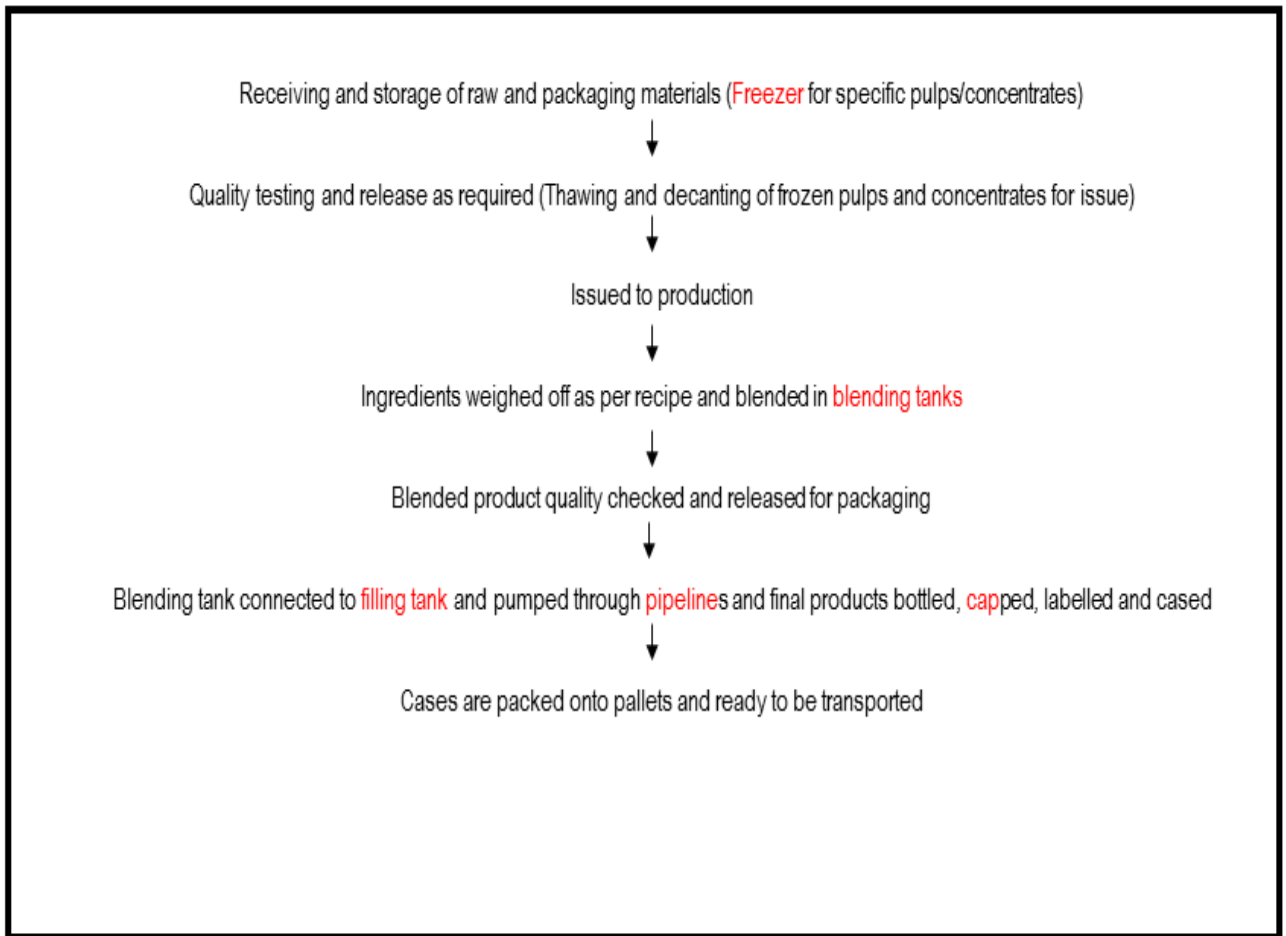 Receiving and storage of raw and packaging materials (Freezer for specific pulps/concentrates)
Quality testing and release as required (Thawing and decanting of frozen pulps and concentrates for issue)
Issued to production
Ingredients weighed off as per recipe and blended in blending tanks
Blended product quality checked and released for packaging
Blending tank connected to filling tank and pumped through pipelines and final products bottled, capped, labelled and cased
Cases are packed onto pallets and ready to be transported